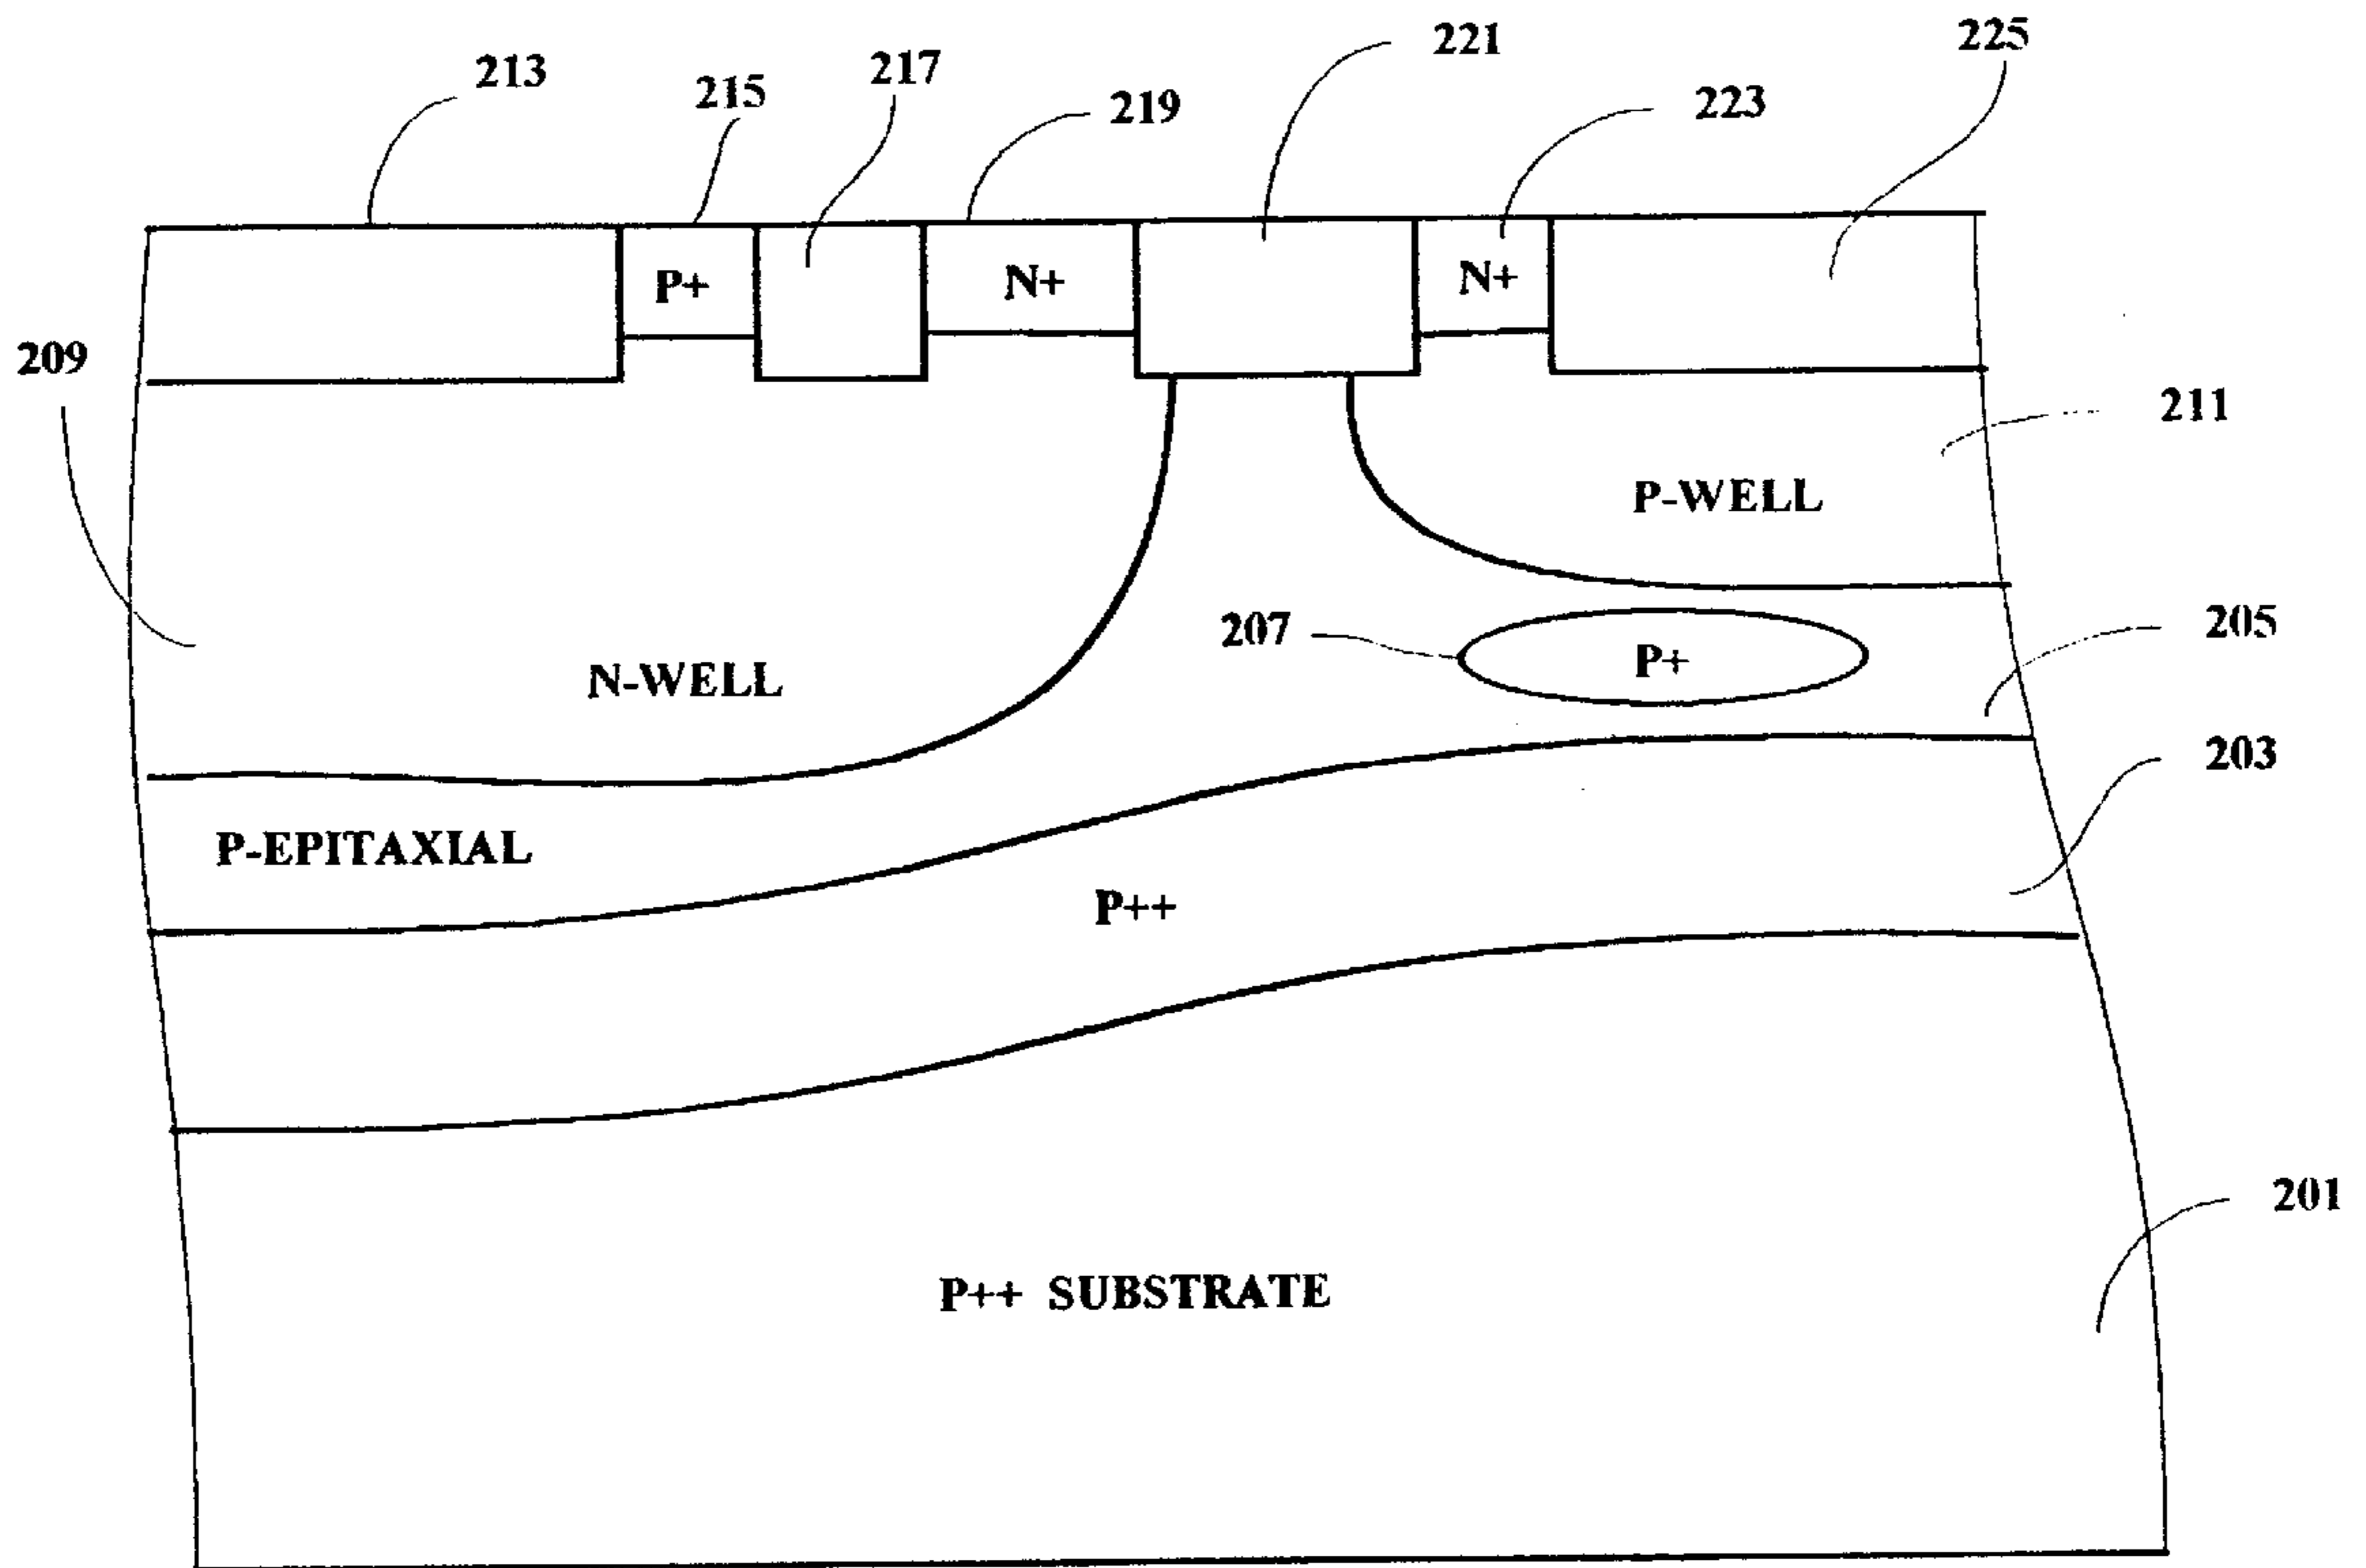 221
225
213
217
215
223
219
P+
N+
N+
209
211
P-WELL
205
207
P+
N-WELL
203
P-EPITAXIAL
P++
201
P++ SUBSTRATE